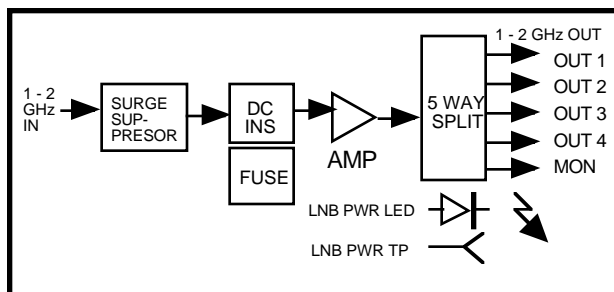 1 - 2 GHz OUT
1 - 2
GHz
IN
SURGE
SUP-
PRESOR
DC
INS
FUSE
AMP
5 WAY
SPLIT
OUT 1
OUT 2
OUT 3
OUT 4
MON
LNB PWR LED
LNB PWR TP